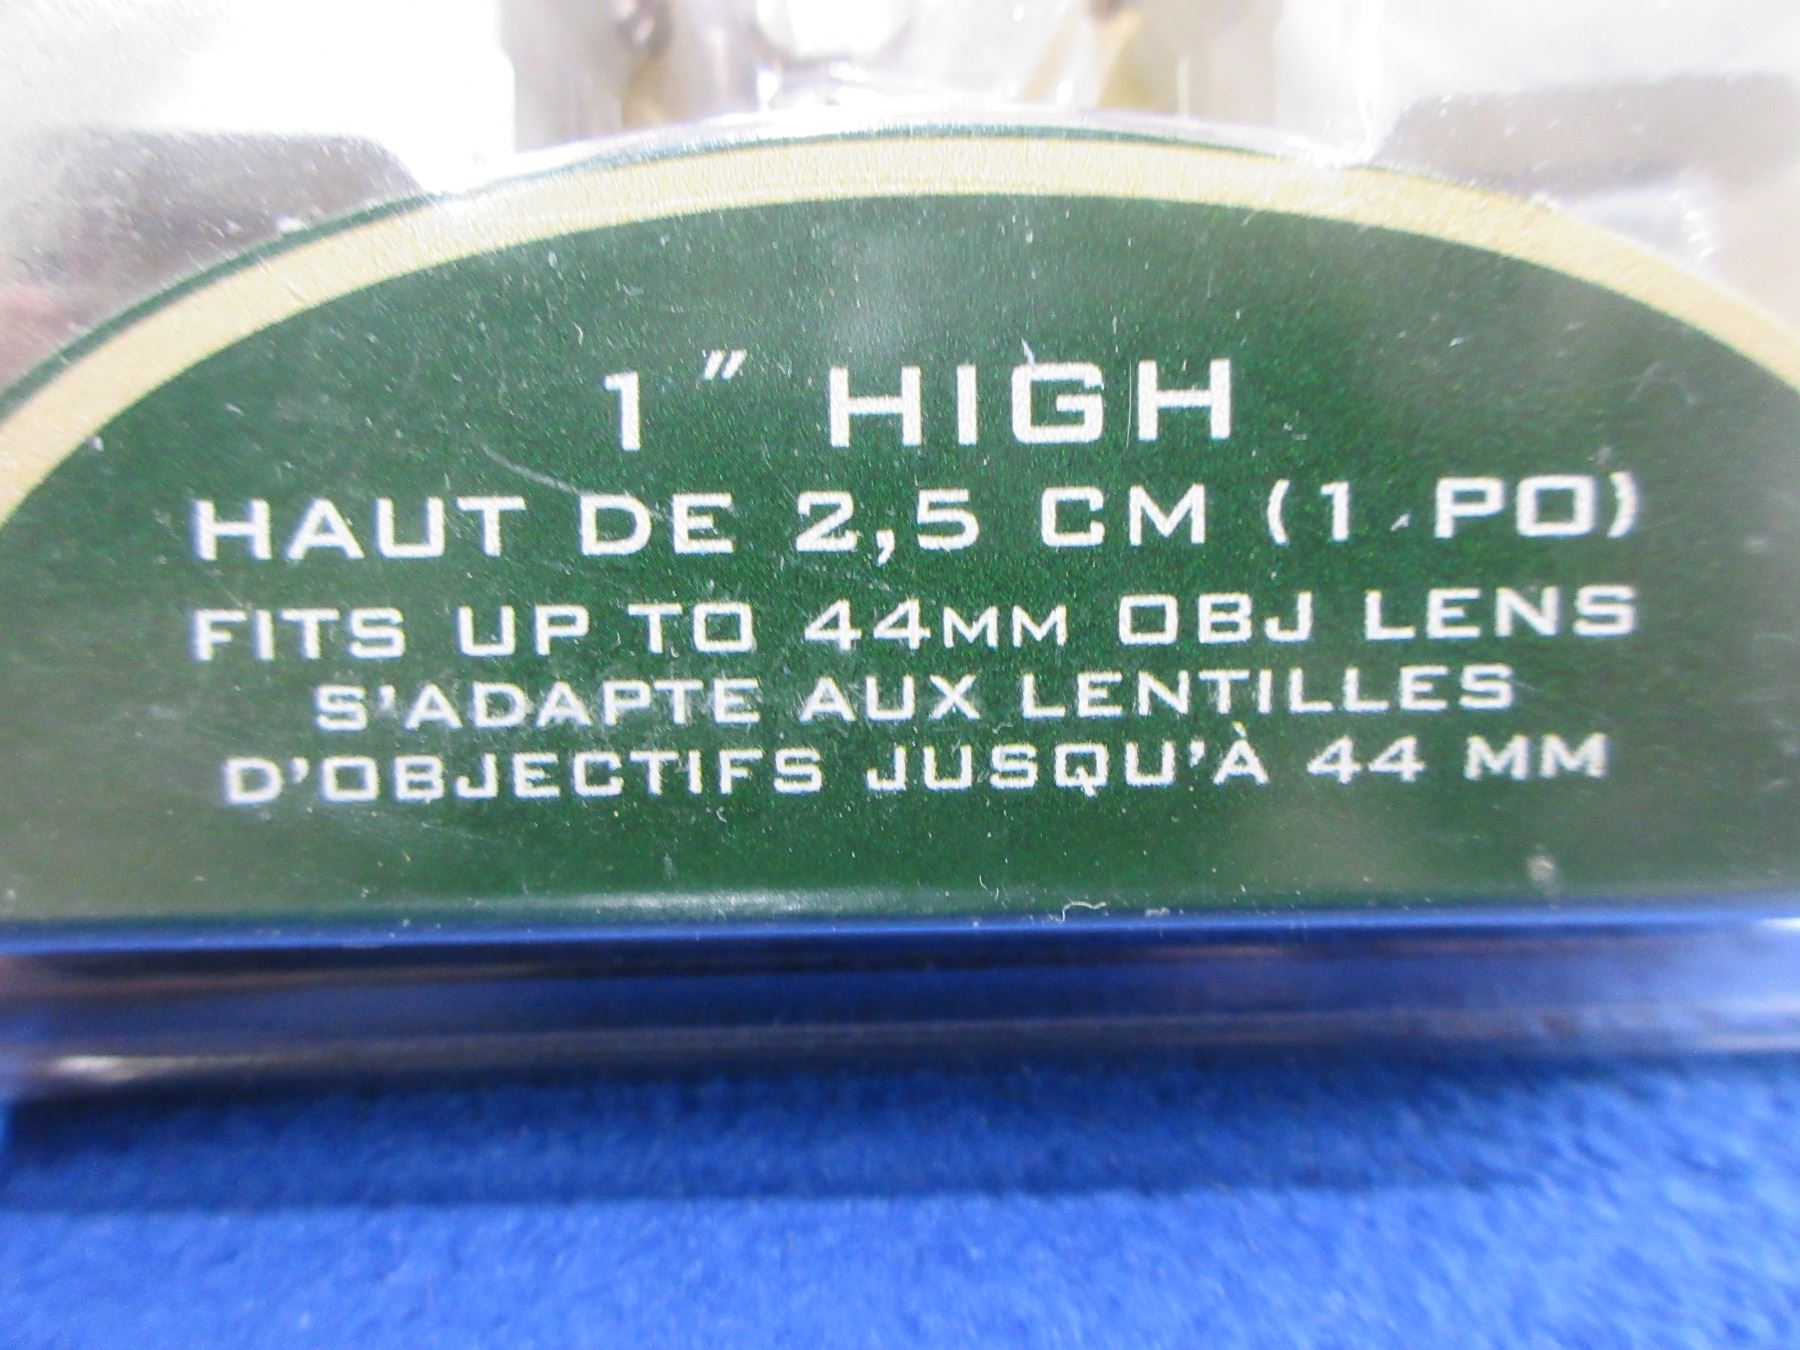 1" HIGH
HAUT DE 2,5 CM (1 PO)
FITS UP TO 44MM OBJ LENS
S'ADAPTE AUX LENTILLES
D'OBJECTIFS JUSQU'À 44 MM